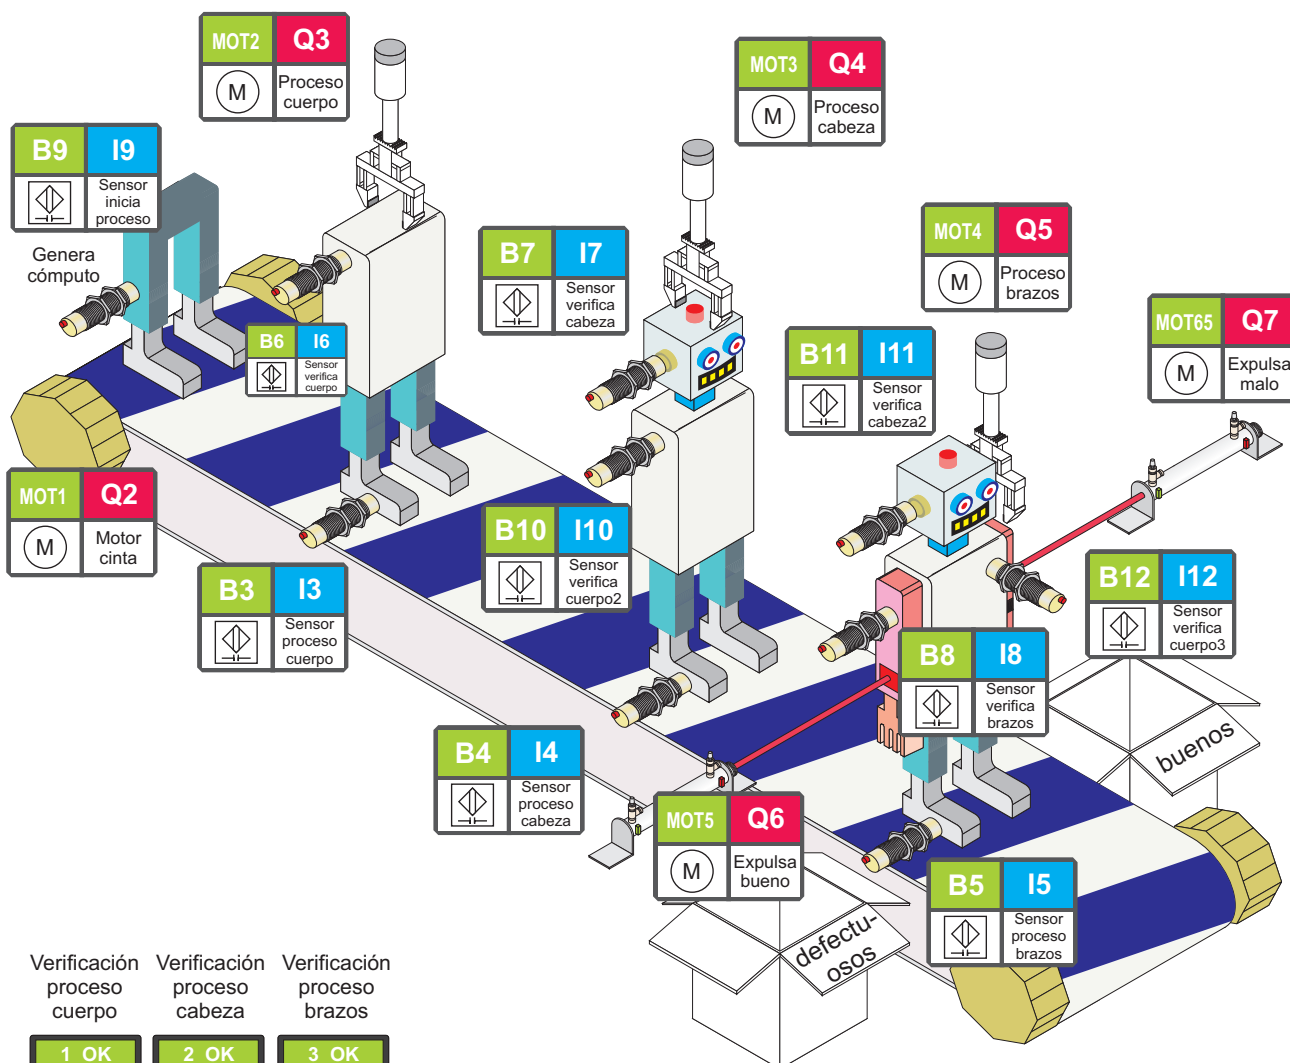 MOT2 Q3
M
Proceso
cuerpo
MOT3 Q4
M
Proceso
cabeza
B9 I9
Sensor
inicia
proceso
Genera
cómputo
B7 I7
Sensor
verifica
cabeza
MOT4 Q5
M
Proceso
brazos
MOT65 Q7
M
Expulsa
malo
B6 I6
Sensor
verifica
cuerpo
B11 I11
Sensor
verifica
cabeza2
MOT1 Q2
M
Motor
cinta
B10 I10
Sensor
verifica
cuerpo2
B3 I3
Sensor
proceso
cuerpo
B12 I12
Sensor
verifica
cuerpo3
B8 I8
Sensor
verifica
brazos
B4 I4
Sensor
proceso
cabeza
buenos
MOT5 Q6
M
Expulsa
bueno
B5 I5
Sensor
proceso
brazos
defectu-
osos
Verificación
proceso
cuerpo
Verificación
proceso
cabeza
Verificación
proceso
brazos
1 OK
2 OK
3 OK